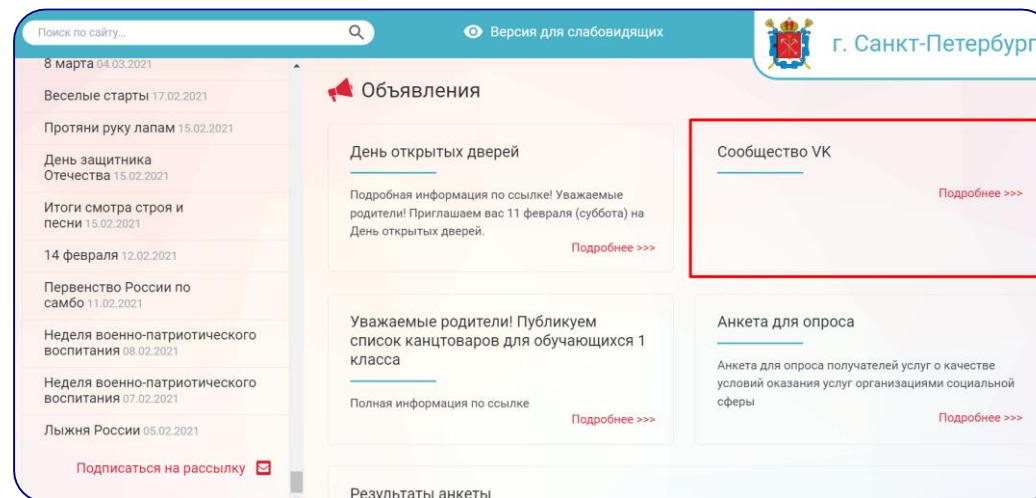 Поиск по сайту...
Версия для слабовидящих
г. Санкт-Петербург
8 марта 04.03.2021
Веселые старты 17.02.2021
Протяни руку лапам 15.02.2021
День защитника
Отечества 15.02.2021
Итоги смотра строя и
песни 15.02.2021
14 февраля 12.02.2021
Первенство России по
самбо 11.02.2021
Неделя военно-патриотического
воспитания 08.02.2021
Неделя военно-патриотического
воспитания 07.02.2021
Лыжня России 05.02.2021
Подписаться на рассылку
Объявления
День открытых дверей
Подробная информация по ссылке! Уважаемые
родители! Приглашаем вас 11 февраля (суббота) на
День открытых дверей.
Подробнее >>>
Сообщество VK
Подробнее >>>
Уважаемые родители! Публикуем
список канцтоваров для обучающихся 1
класса
Полная информация по ссылке
Подробнее >>>
Анкета для опроса
Анкета для опроса получателей услуг о качестве
условий оказания услуг организациями социальной
сферы
Подробнее >>>
Результаты анкеты